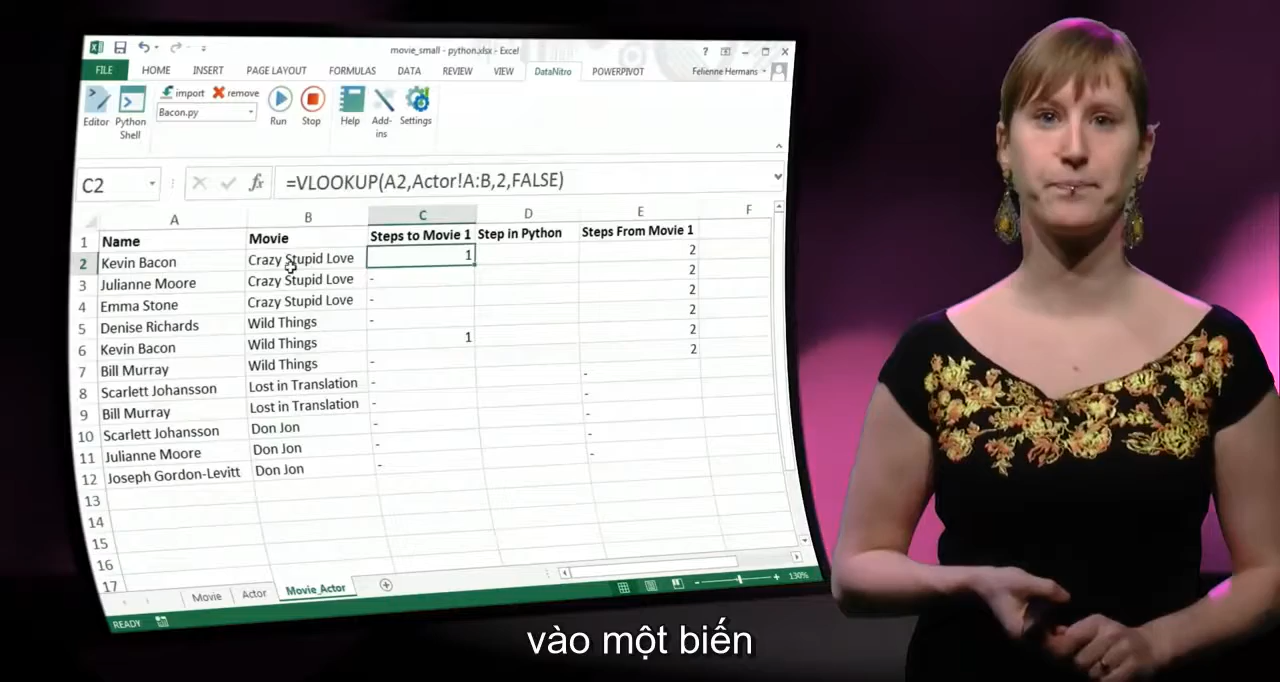 movie_small - python.xlsx - Excel
FILE HOME INSERT PAGE LAYOUT FORMULAS DATA REVIEW VIEW DataNitro POWERPIVOT Felienne Hermans
import remove
Bacon.py
Editor Python Shell Run Stop Help Add-ins Settings
C2 fx =VLOOKUP(A2,Actor!A:B,2,FALSE)
A B C D E F
1 Name Movie Steps to Movie 1 Step in Python Steps From Movie 1
2 Kevin Bacon Crazy Stupid Love 1 2
3 Julianne Moore Crazy Stupid Love - 2
4 Emma Stone Crazy Stupid Love - 2
5 Denise Richards Wild Things - 2
6 Kevin Bacon Wild Things 1 2
7 Bill Murray Wild Things - 2
8 Scarlett Johansson Lost in Translation - -
9 Bill Murray Lost in Translation - -
10 Scarlett Johansson Don Jon - -
11 Julianne Moore Don Jon - -
12 Joseph Gordon-Levitt Don Jon - -
13
14
15
16
17
Movie Actor Movie_Actor
READY 130%
vào một biến